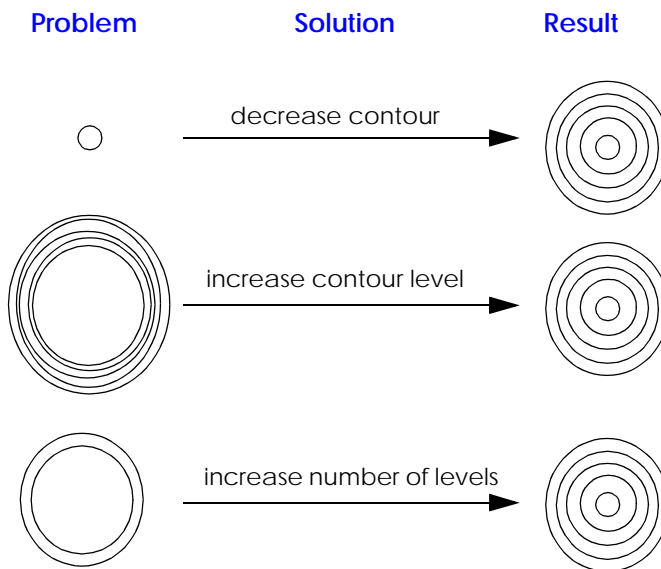 Problem Solution Result
decrease contour
increase contour level
increase number of levels